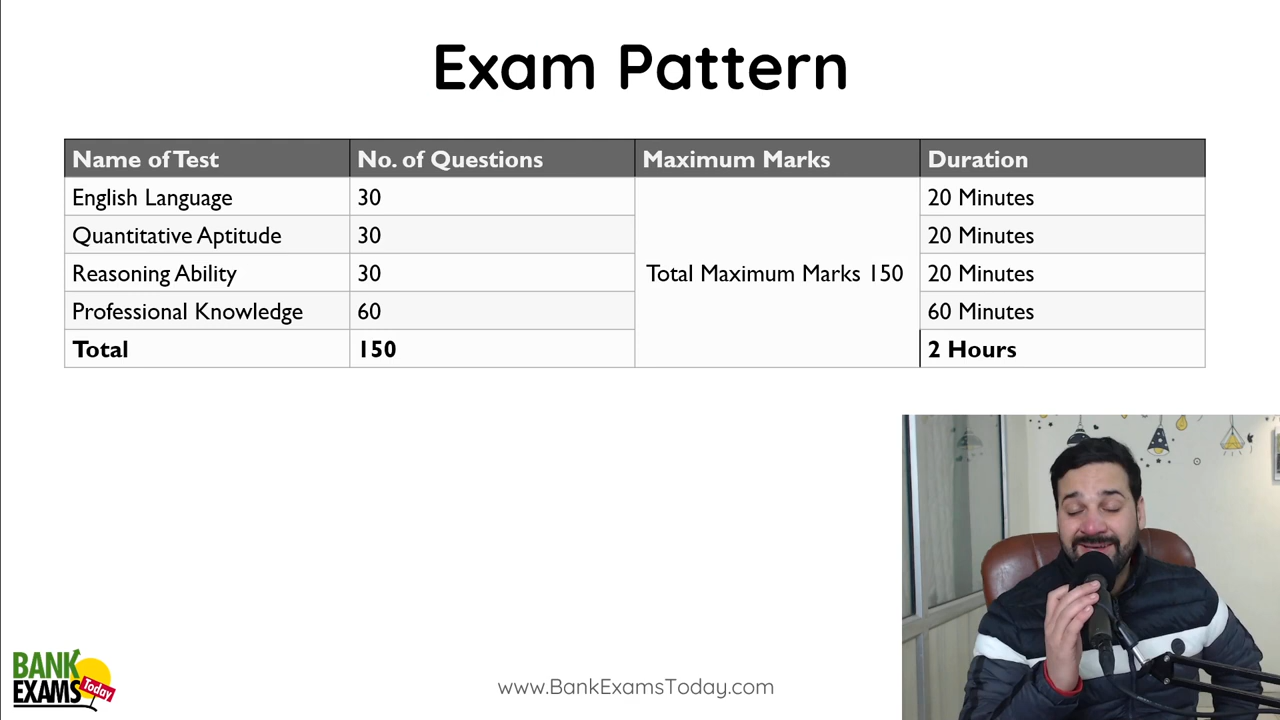 Exam Pattern
Name of Test No. of Questions Maximum Marks Duration
English Language 30 20 Minutes
Quantitative Aptitude 30 20 Minutes
Reasoning Ability 30 Total Maximum Marks 150 20 Minutes
Professional Knowledge 60 60 Minutes
Total 150 2 Hours
BANK
EXAMS Today
www.BankExamsToday.com